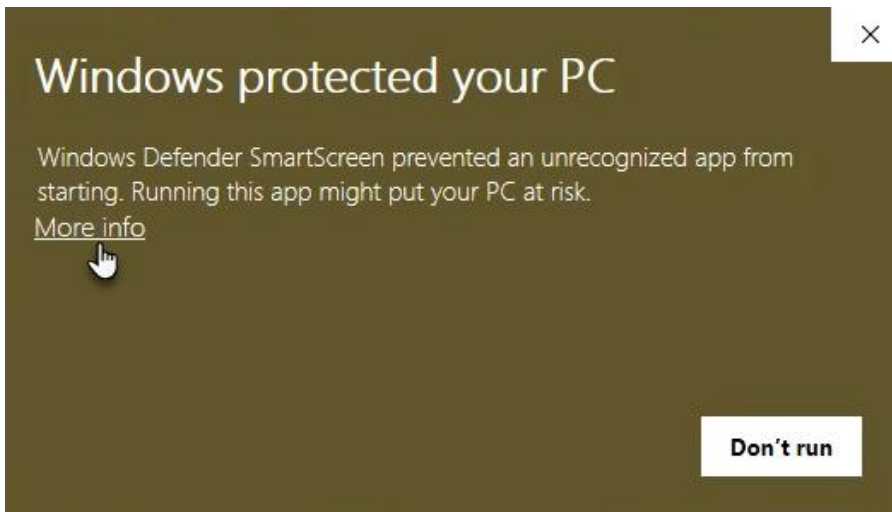 Windows protected your PC
Windows Defender SmartScreen prevented an unrecognized app from
starting. Running this app might put your PC at risk.
More info
Don't run